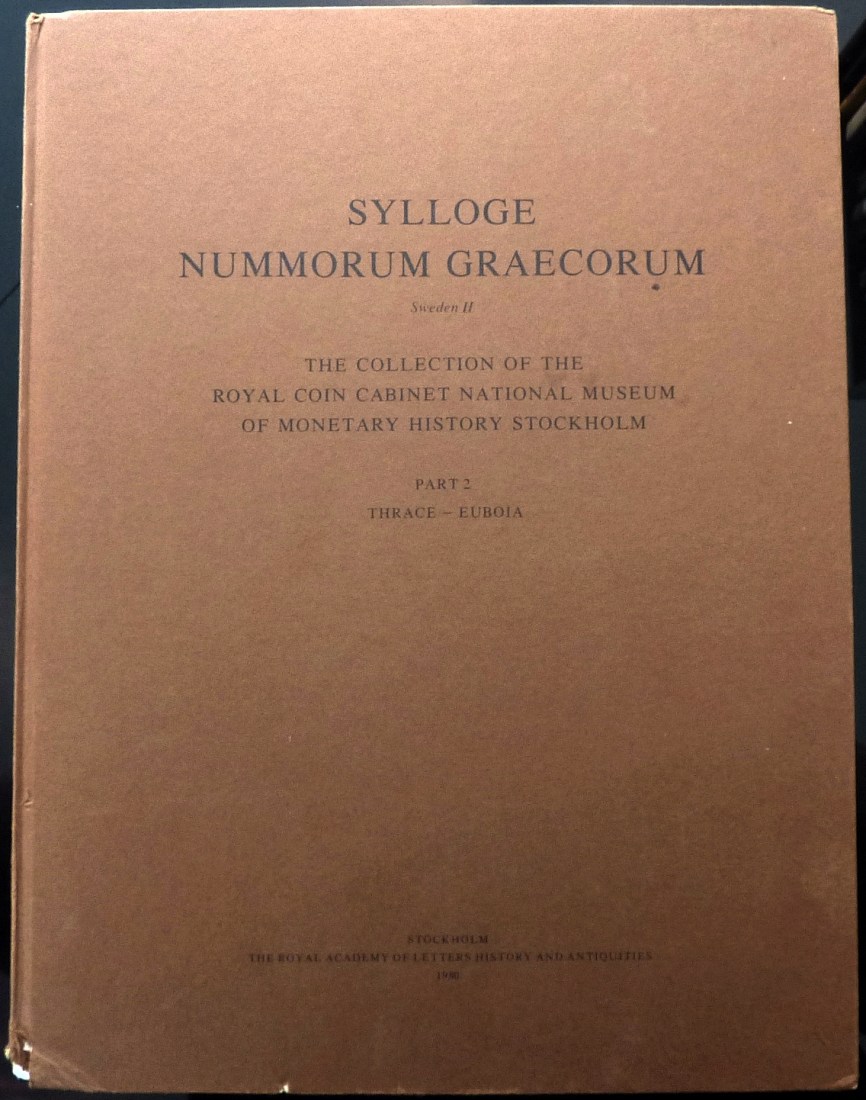 SYLLOGE
NUMMORUM GRAECORUM
Sweden II
THE COLLECTION OF THE
ROYAL COIN CABINET NATIONAL MUSEUM
OF MONETARY HISTORY STOCKHOLM
PART 2
THRACE – EUBOIA
STOCKHOLM
THE ROYAL ACADEMY OF LETTERS HISTORY AND ANTIQUITIES
1980